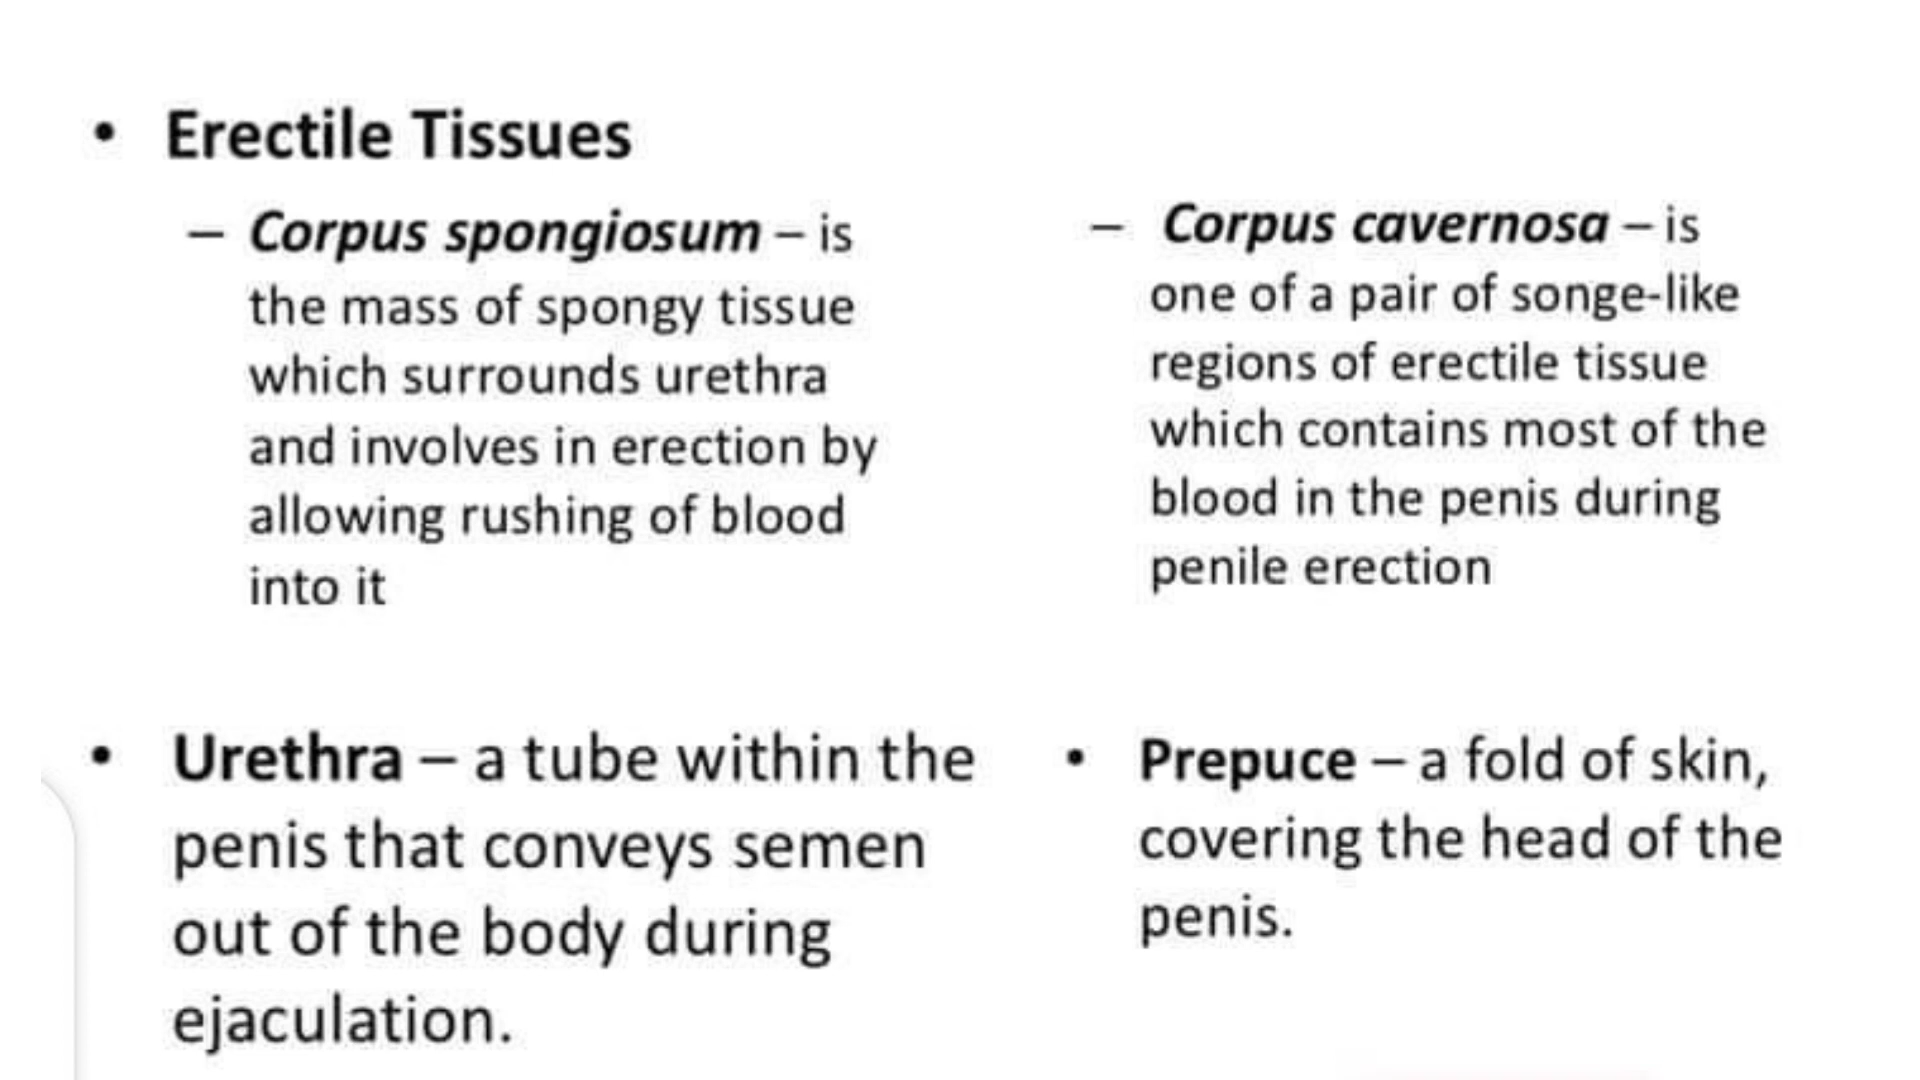 • Erectile Tissues
– Corpus spongiosum – is
the mass of spongy tissue
which surrounds urethra
and involves in erection by
allowing rushing of blood
into it
– Corpus cavernosa – is
one of a pair of songe-like
regions of erectile tissue
which contains most of the
blood in the penis during
penile erection
• Urethra – a tube within the
penis that conveys semen
out of the body during
ejaculation.
• Prepuce – a fold of skin,
covering the head of the
penis.